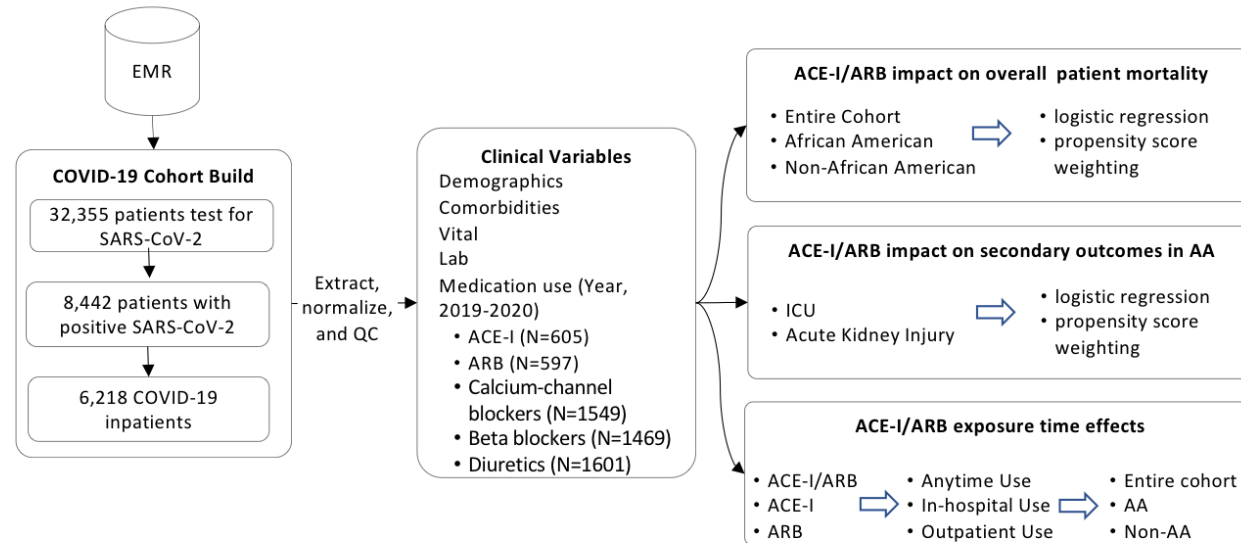 EMR
COVID-19 Cohort Build
32,355 patients test for
SARS-CoV-2
8,442 patients with
positive SARS-CoV-2
6,218 COVID-19
inpatients
Extract,
normalize,
and QC
Clinical Variables
Demographics
Comorbidities
Vital
Lab
Medication use (Year,
2019-2020)
• ACE-I (N=605)
• ARB (N=597)
• Calcium-channel
blockers (N=1549)
• Beta blockers (N=1469)
• Diuretics (N=1601)
ACE-I/ARB impact on overall patient mortality
• Entire Cohort
• African American
• Non-African American
• logistic regression
• propensity score
weighting
ACE-I/ARB impact on secondary outcomes in AA
• ICU
• Acute Kidney Injury
• logistic regression
• propensity score
weighting
ACE-I/ARB exposure time effects
• ACE-I/ARB
• ACE-I
• ARB
• Anytime Use
• In-hospital Use
• Outpatient Use
• Entire cohort
• AA
• Non-AA